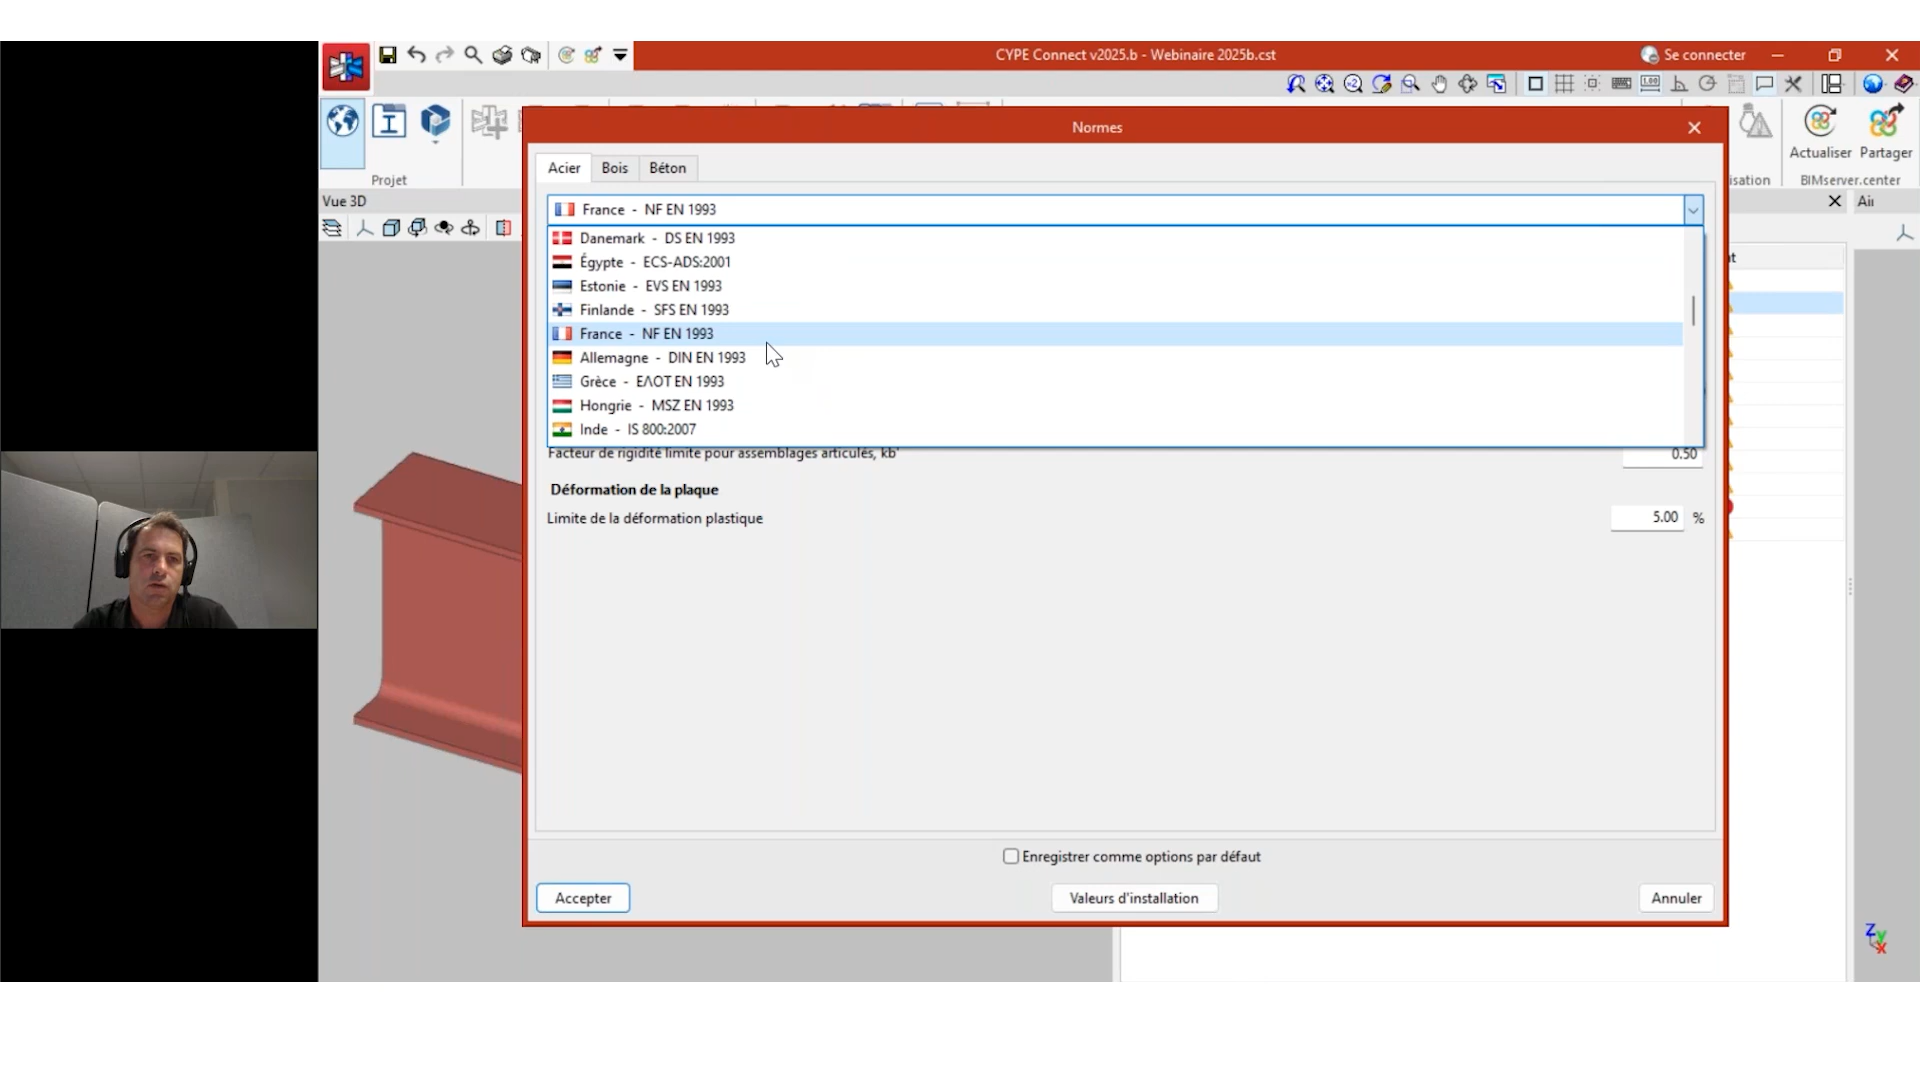 CYPE Connect v2025.b - Webinaire 2025b.cst
Se connecter
Projet
Actualiser
Partager
isation
BIMserver.center
Vue 3D
Normes
Acier
Bois
Béton
France - NF EN 1993
Danemark - DS EN 1993
Égypte - ECS-ADS:2001
Estonie - EVS EN 1993
Finlande - SFS EN 1993
France - NF EN 1993
Allemagne - DIN EN 1993
Grèce - ΕΛΟΤ EN 1993
Hongrie - MSZ EN 1993
Inde - IS 800:2007
Facteur de rigidité limite pour assemblages articulés, kb'
0.50
Déformation de la plaque
Limite de la déformation plastique
5.00 %
Enregistrer comme options par défaut
Accepter
Valeurs d'installation
Annuler
Z
Y
X